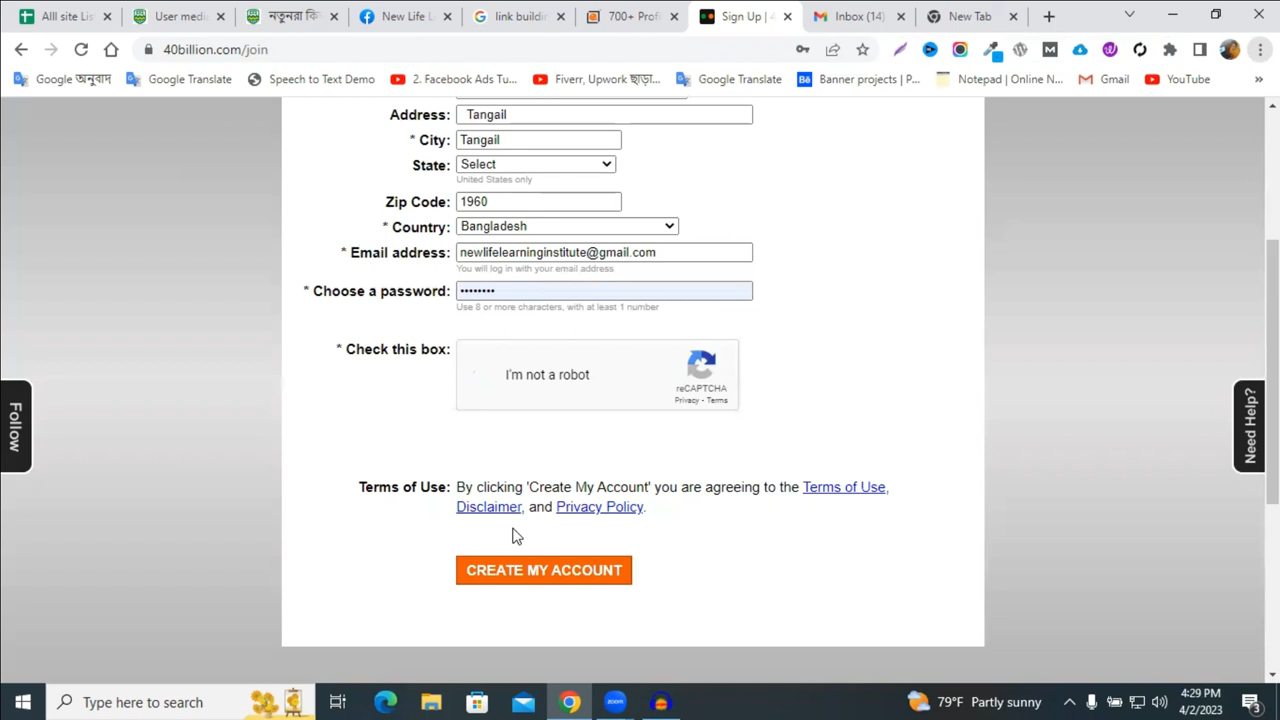 Alll site Lis
User medi
নতুনরা কি
New Life L
link buildin
700+ Profi
Sign Up | 4
Inbox (14)
New Tab
40billion.com/join
Google অনুবাদ
Google Translate
Speech to Text Demo
2. Facebook Ads Tu...
Fiverr, Upwork ছাড়া...
Google Translate
Banner projects | P...
Notepad | Online N...
Gmail
YouTube
Address: Tangail
* City: Tangail
State: Select
United States only
Zip Code: 1960
* Country: Bangladesh
* Email address: newlifelearninginstitute@gmail.com
You will log in with your email address
* Choose a password: ••••••••
Use 8 or more characters, with at least 1 number
* Check this box:
I'm not a robot
reCAPTCHA
Privacy - Terms
Follow
Need Help?
Terms of Use: By clicking 'Create My Account' you are agreeing to the Terms of Use,
Disclaimer, and Privacy Policy.
CREATE MY ACCOUNT
Type here to search
zoom
79°F Partly sunny
4:29 PM
4/2/2023
3